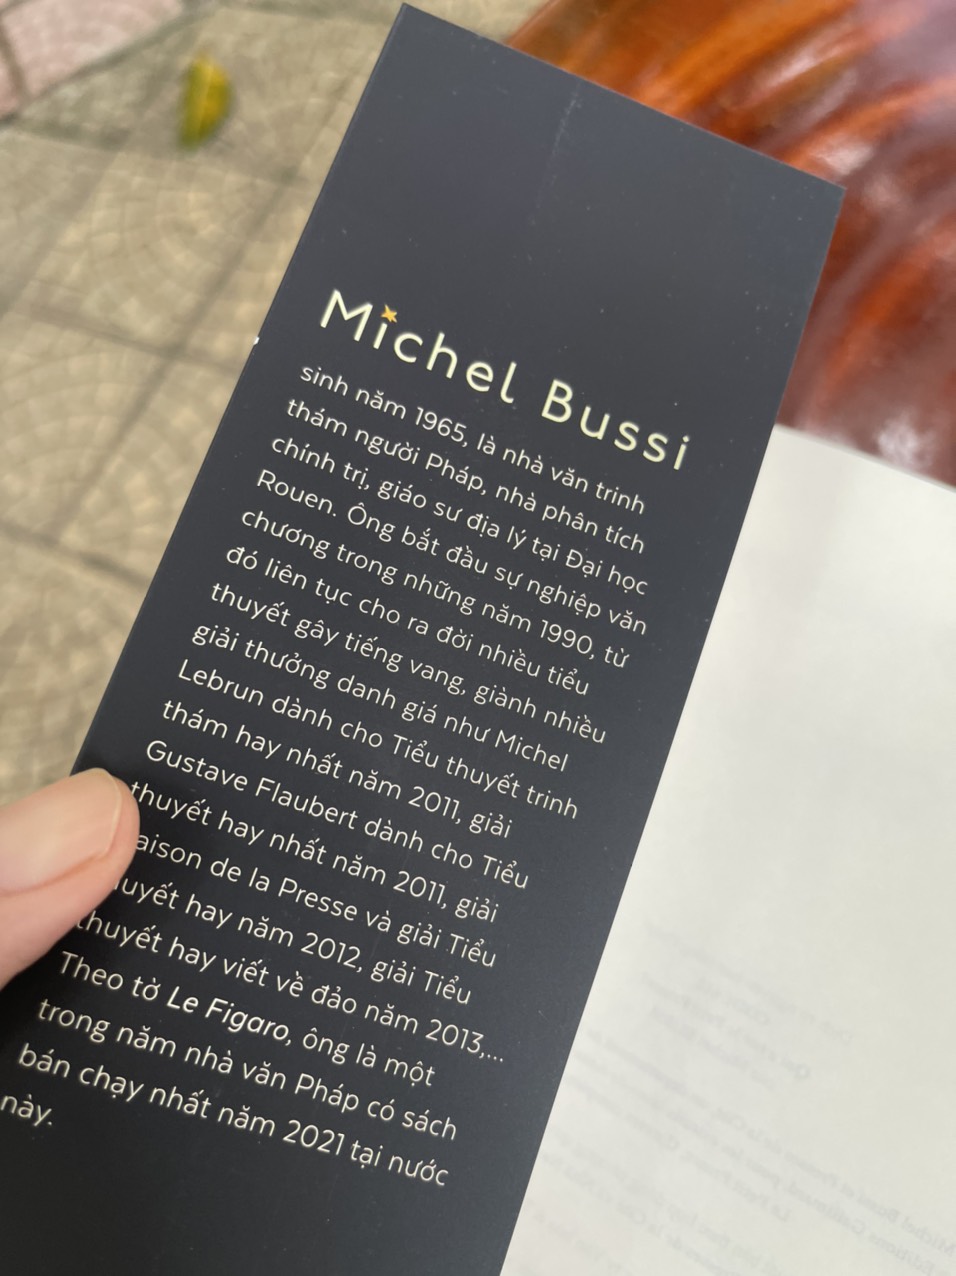 Michel Bussi
sinh năm 1965, là nhà văn trinh
thám người Pháp, nhà phân tích
chính trị, giáo sư địa lý tại Đại học
Rouen. Ông bắt đầu sự nghiệp văn
chương trong những năm 1990, từ
đó liên tục cho ra đời nhiều tiểu
thuyết gây tiếng vang, giành nhiều
giải thưởng danh giá như Michel
Lebrun dành cho Tiểu thuyết trinh
thám hay nhất năm 2011, giải
Gustave Flaubert dành cho Tiểu
thuyết hay nhất năm 2011, giải
aison de la Presse và giải Tiểu
uyết hay năm 2012, giải Tiểu
thuyết hay viết về đảo năm 2013,...
Theo tờ Le Figaro, ông là một
trong năm nhà văn Pháp có sách
bán chạy nhất năm 2021 tại nước
này.